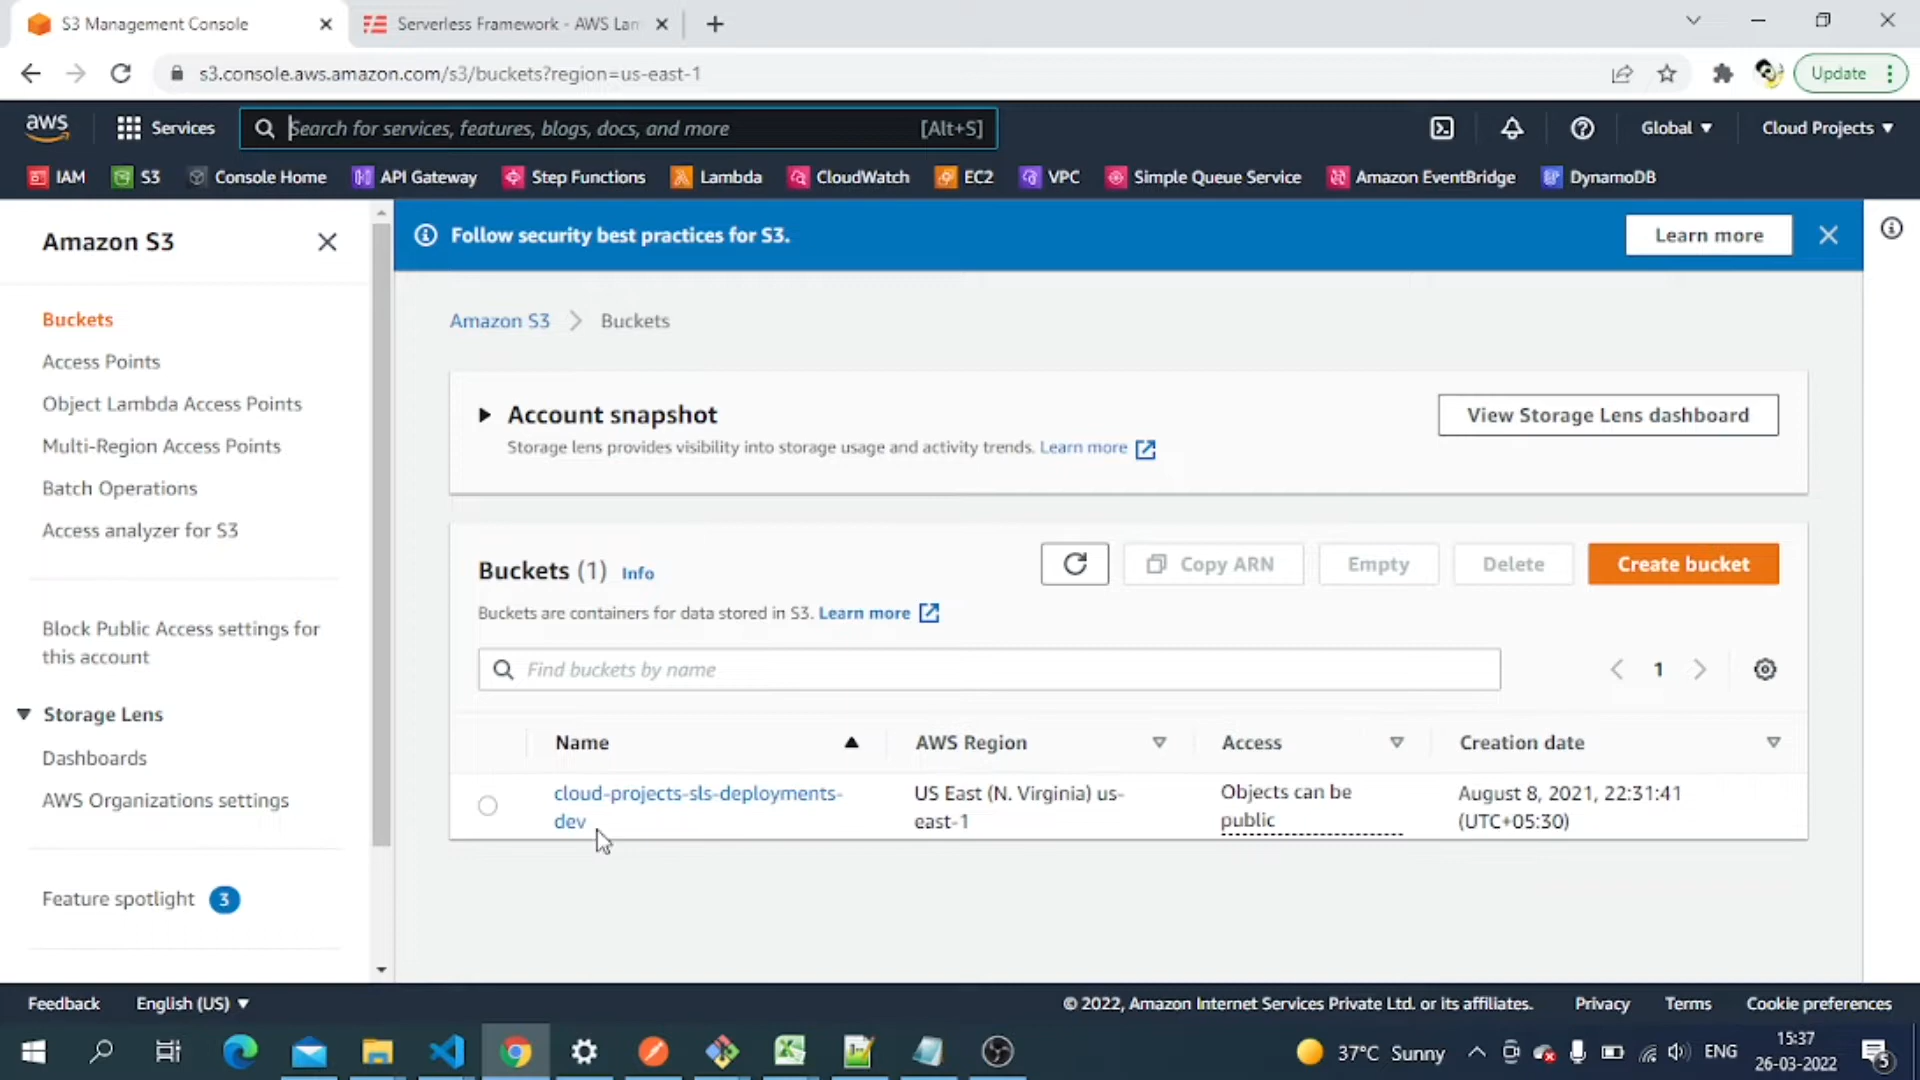 S3 Management Console
Serverless Framework - AWS Lan
s3.console.aws.amazon.com/s3/buckets?region=us-east-1
Update
aws
Services
Search for services, features, blogs, docs, and more
[Alt+S]
Global
Cloud Projects
IAM
S3
Console Home
API Gateway
Step Functions
Lambda
CloudWatch
EC2
VPC
Simple Queue Service
Amazon EventBridge
DynamoDB
Amazon S3
Buckets
Access Points
Object Lambda Access Points
Multi-Region Access Points
Batch Operations
Access analyzer for S3
Block Public Access settings for
this account
Storage Lens
Dashboards
AWS Organizations settings
Feature spotlight 3
Follow security best practices for S3.
Learn more
Amazon S3 > Buckets
Account snapshot
Storage lens provides visibility into storage usage and activity trends. Learn more
View Storage Lens dashboard
Buckets (1) Info
Copy ARN
Empty
Delete
Create bucket
Buckets are containers for data stored in S3. Learn more
Find buckets by name
1
Name
AWS Region
Access
Creation date
cloud-projects-sls-deployments-
dev
US East (N. Virginia) us-
east-1
Objects can be
public
August 8, 2021, 22:31:41
(UTC+05:30)
Feedback
English (US)
© 2022, Amazon Internet Services Private Ltd. or its affiliates.
Privacy
Terms
Cookie preferences
37°C Sunny
ENG
15:37
26-03-2022
5